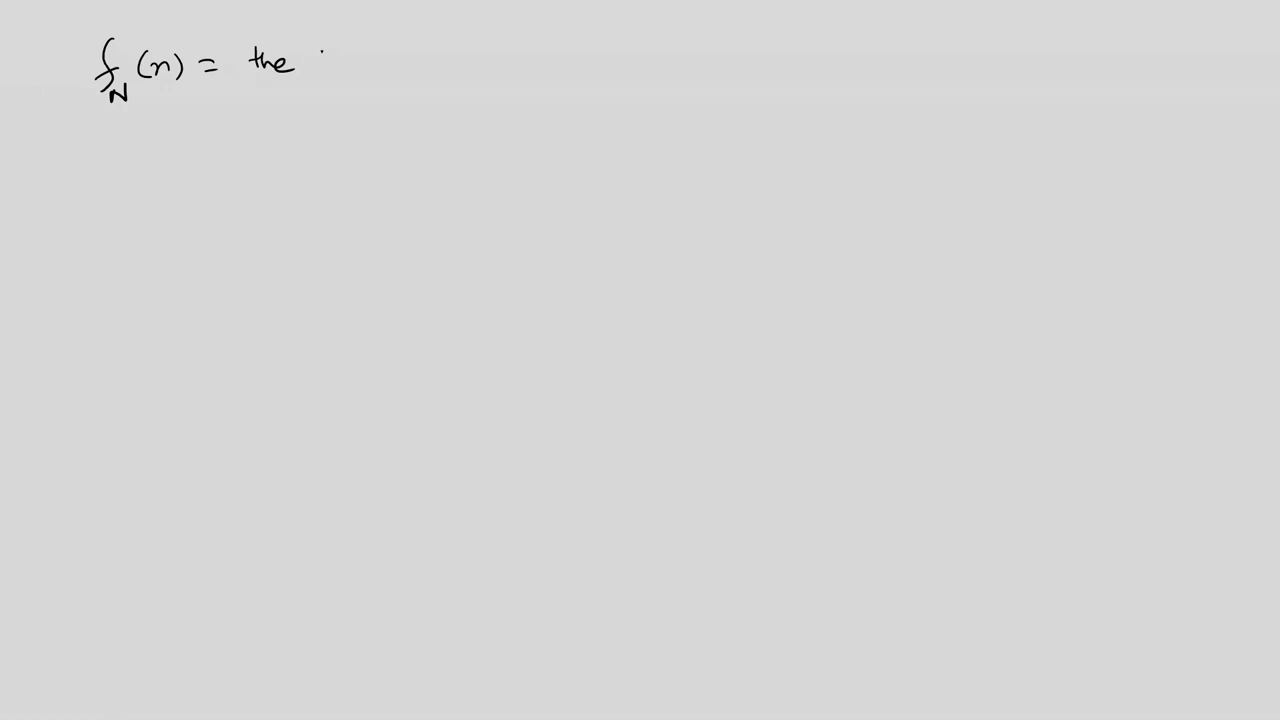 f_N (n) = the